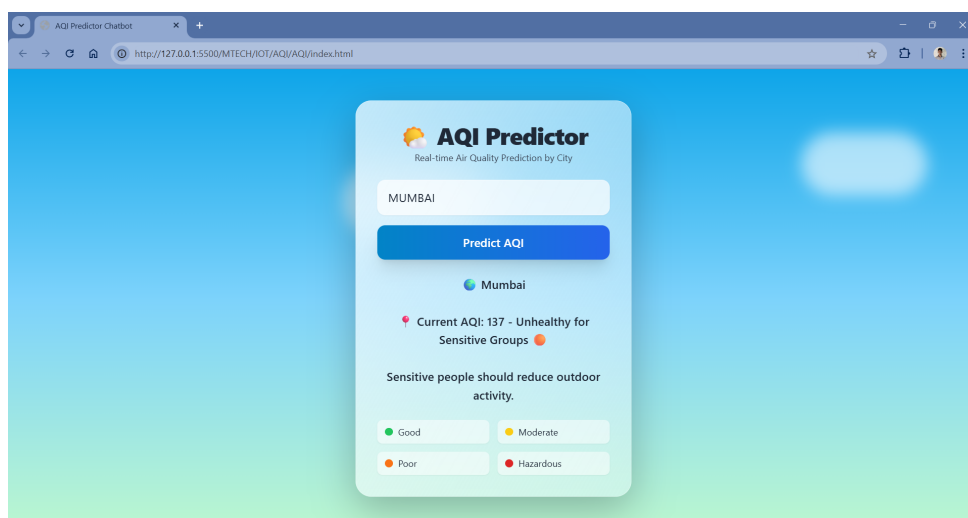 AQI Predictor Chatbot
http://127.0.0.1:5500/MTECH/IOT/AQI/AQI/index.html
AQI Predictor
Real-time Air Quality Prediction by City
MUMBAI
Predict AQI
Mumbai
Current AQI: 137 - Unhealthy for
Sensitive Groups
Sensitive people should reduce outdoor
activity.
Good
Moderate
Poor
Hazardous